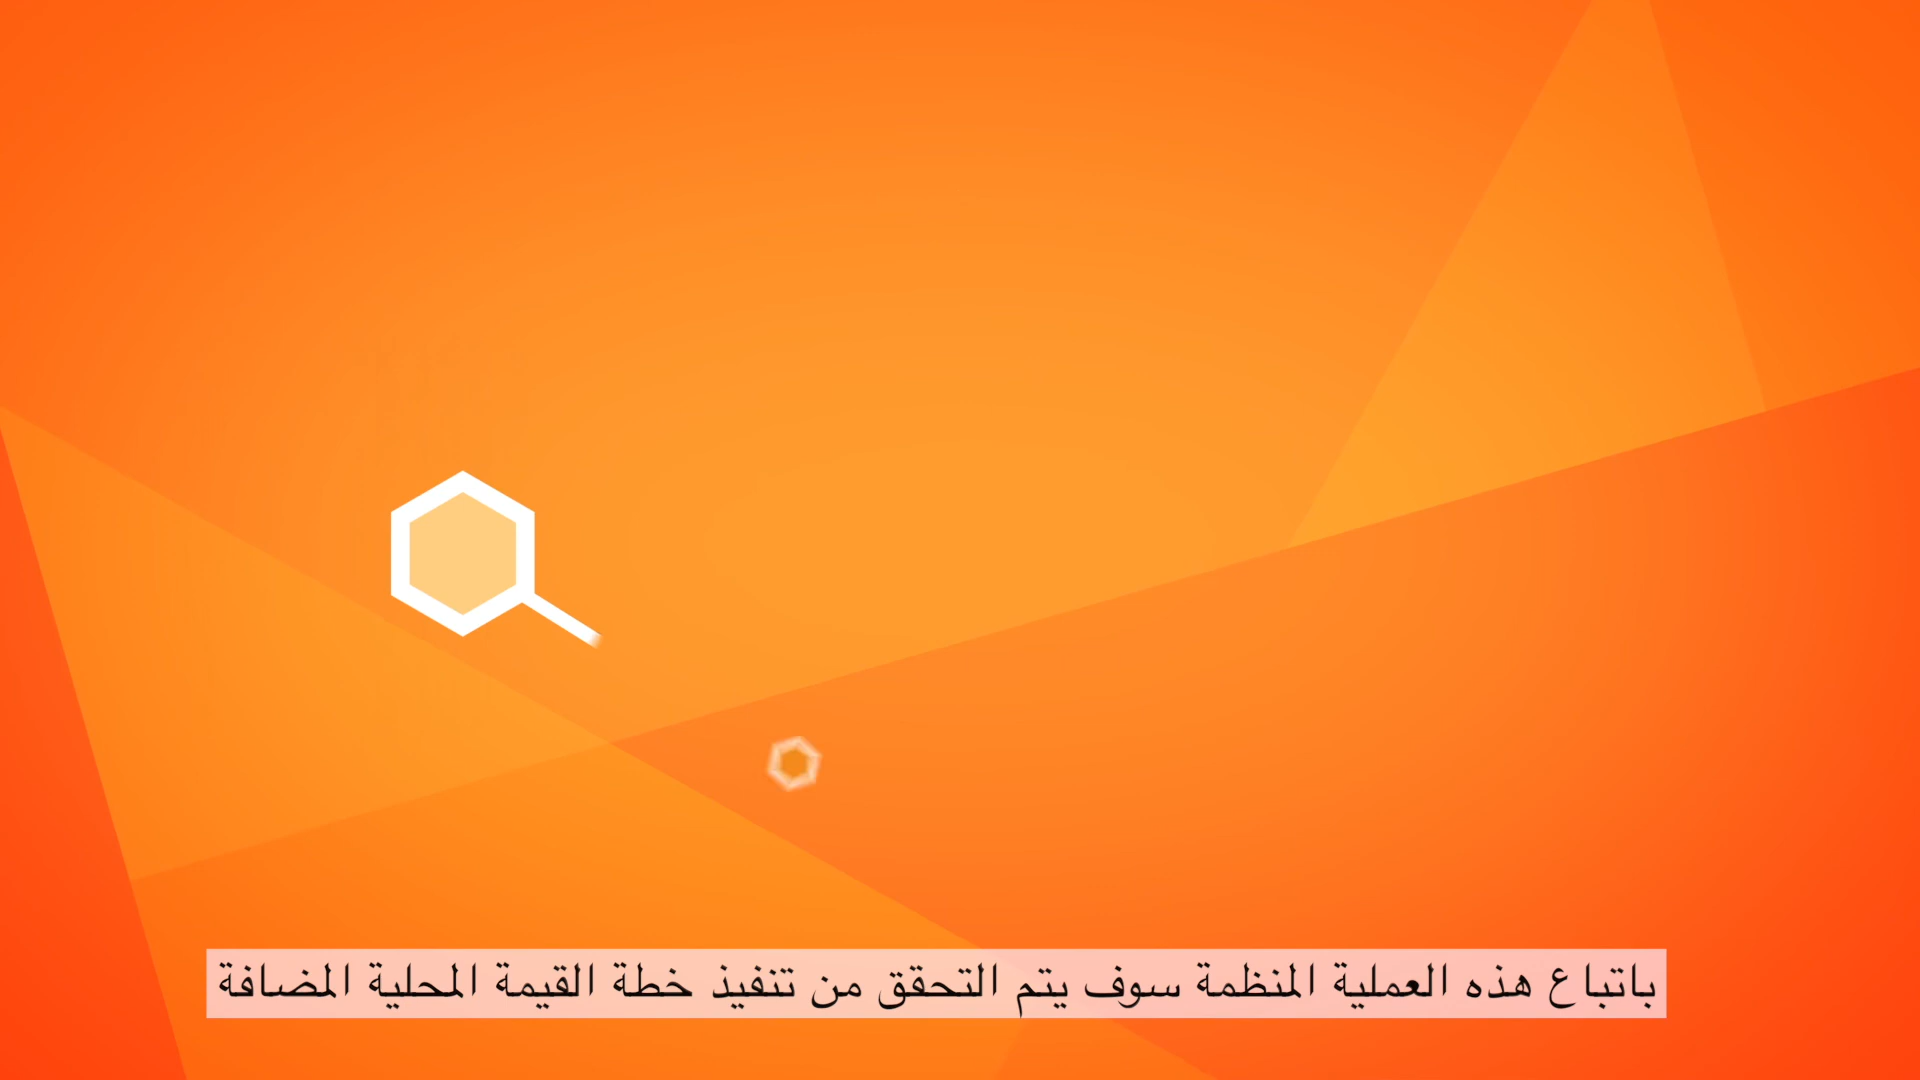 باتباع هذه العملية المنظمة سوف يتم التحقق من تنفيذ خطة القيمة المحلية المضافة